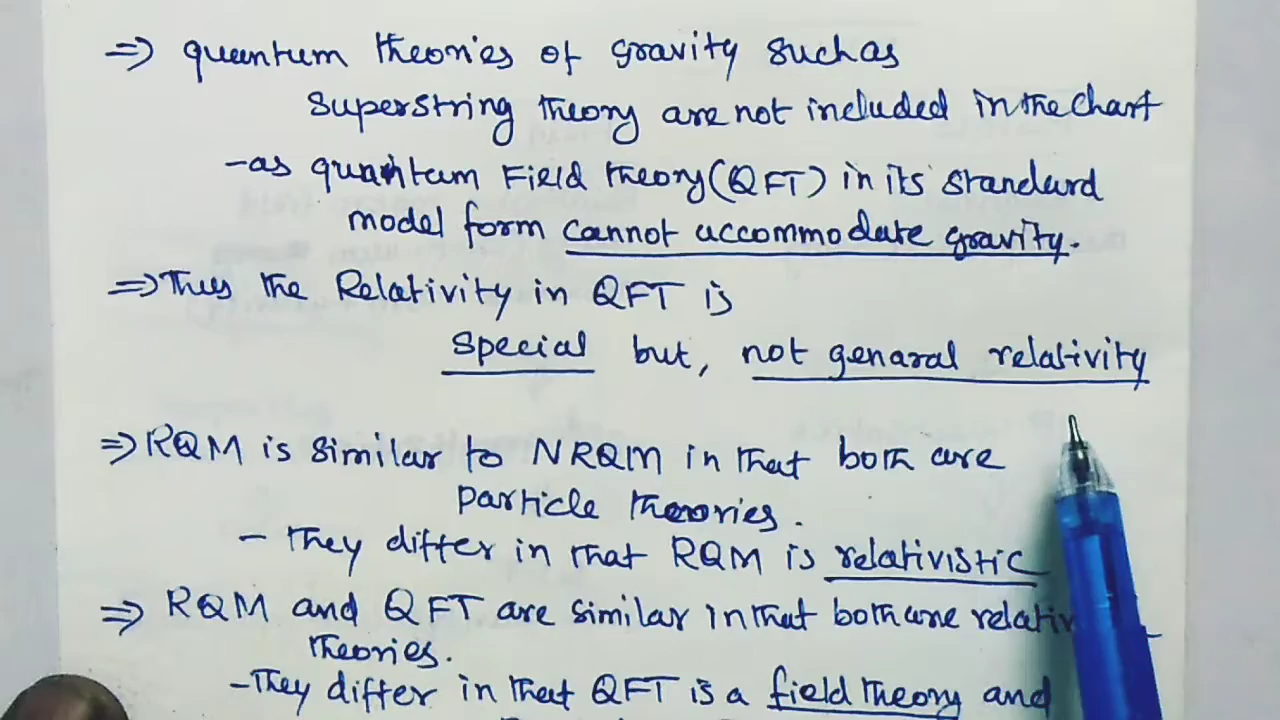 ⇒ quantum theories of gravity such as
superstring theory are not included in the chart
- as quantum Field theory (QFT) in its standard
model form cannot accommodate gravity.
⇒ Thus the Relativity in QFT is
special but, not genaral relativity
⇒ RQM is similar to NRQM in that both are
particle theories.
- They differ in that RQM is relativistic
⇒ RQM and QFT are similar in that both are
theories.
- They differ in that QFT is a field theory and